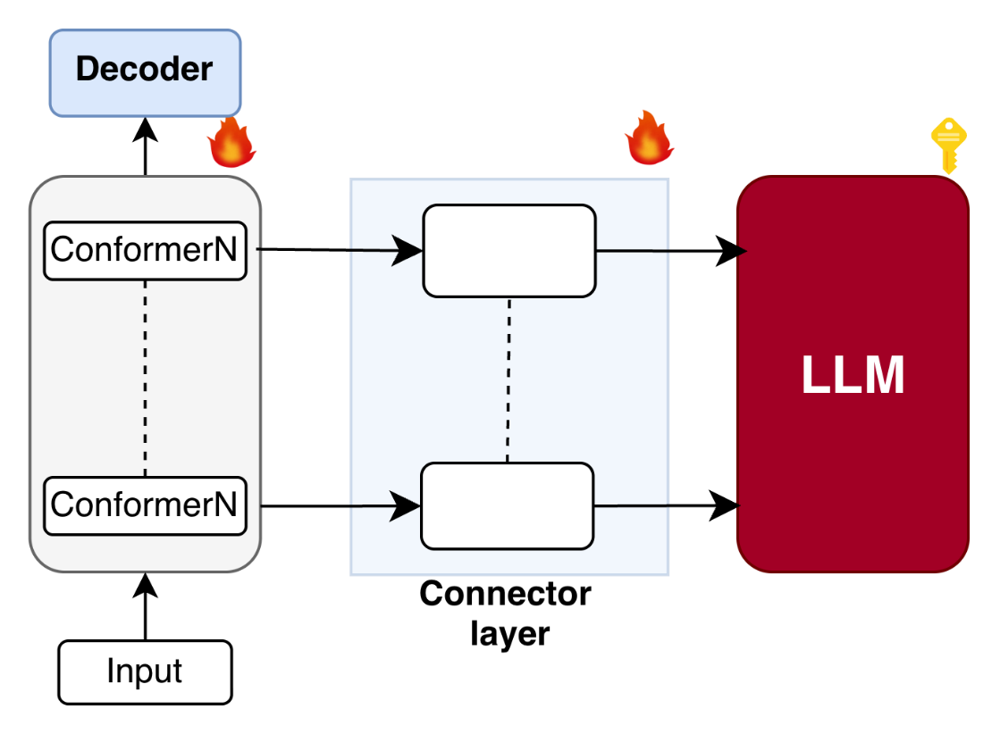 Decoder
ConformerN
ConformerN
Input
Connector
layer
LLM